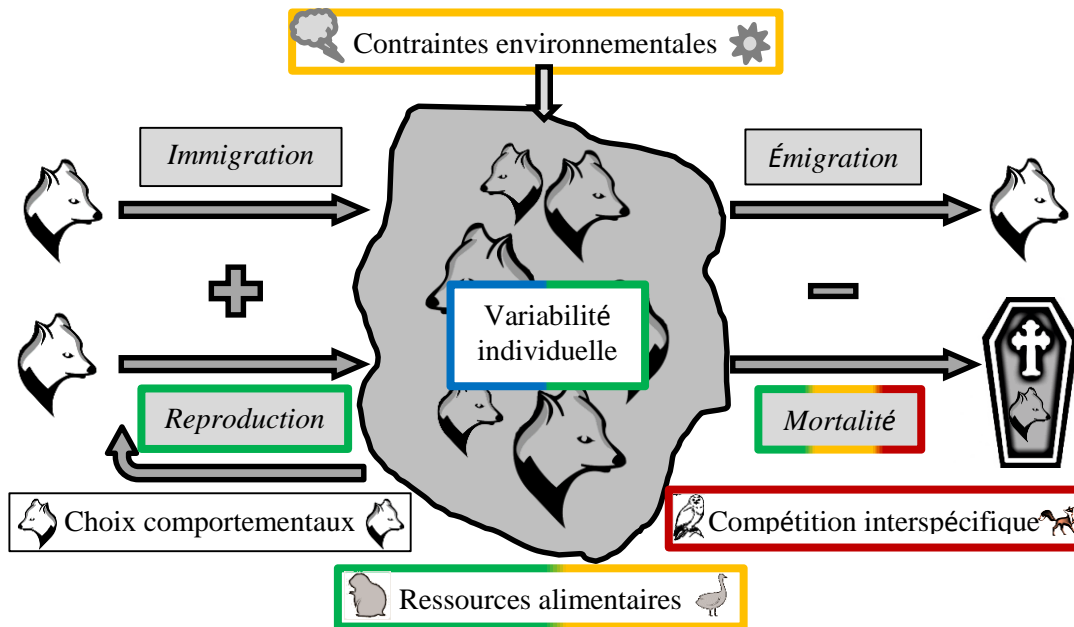 Contraintes environnementales
Immigration
Émigration
Variabilité
individuelle
Reproduction
Mortalité
Choix comportementaux
Compétition interspécifique
Ressources alimentaires